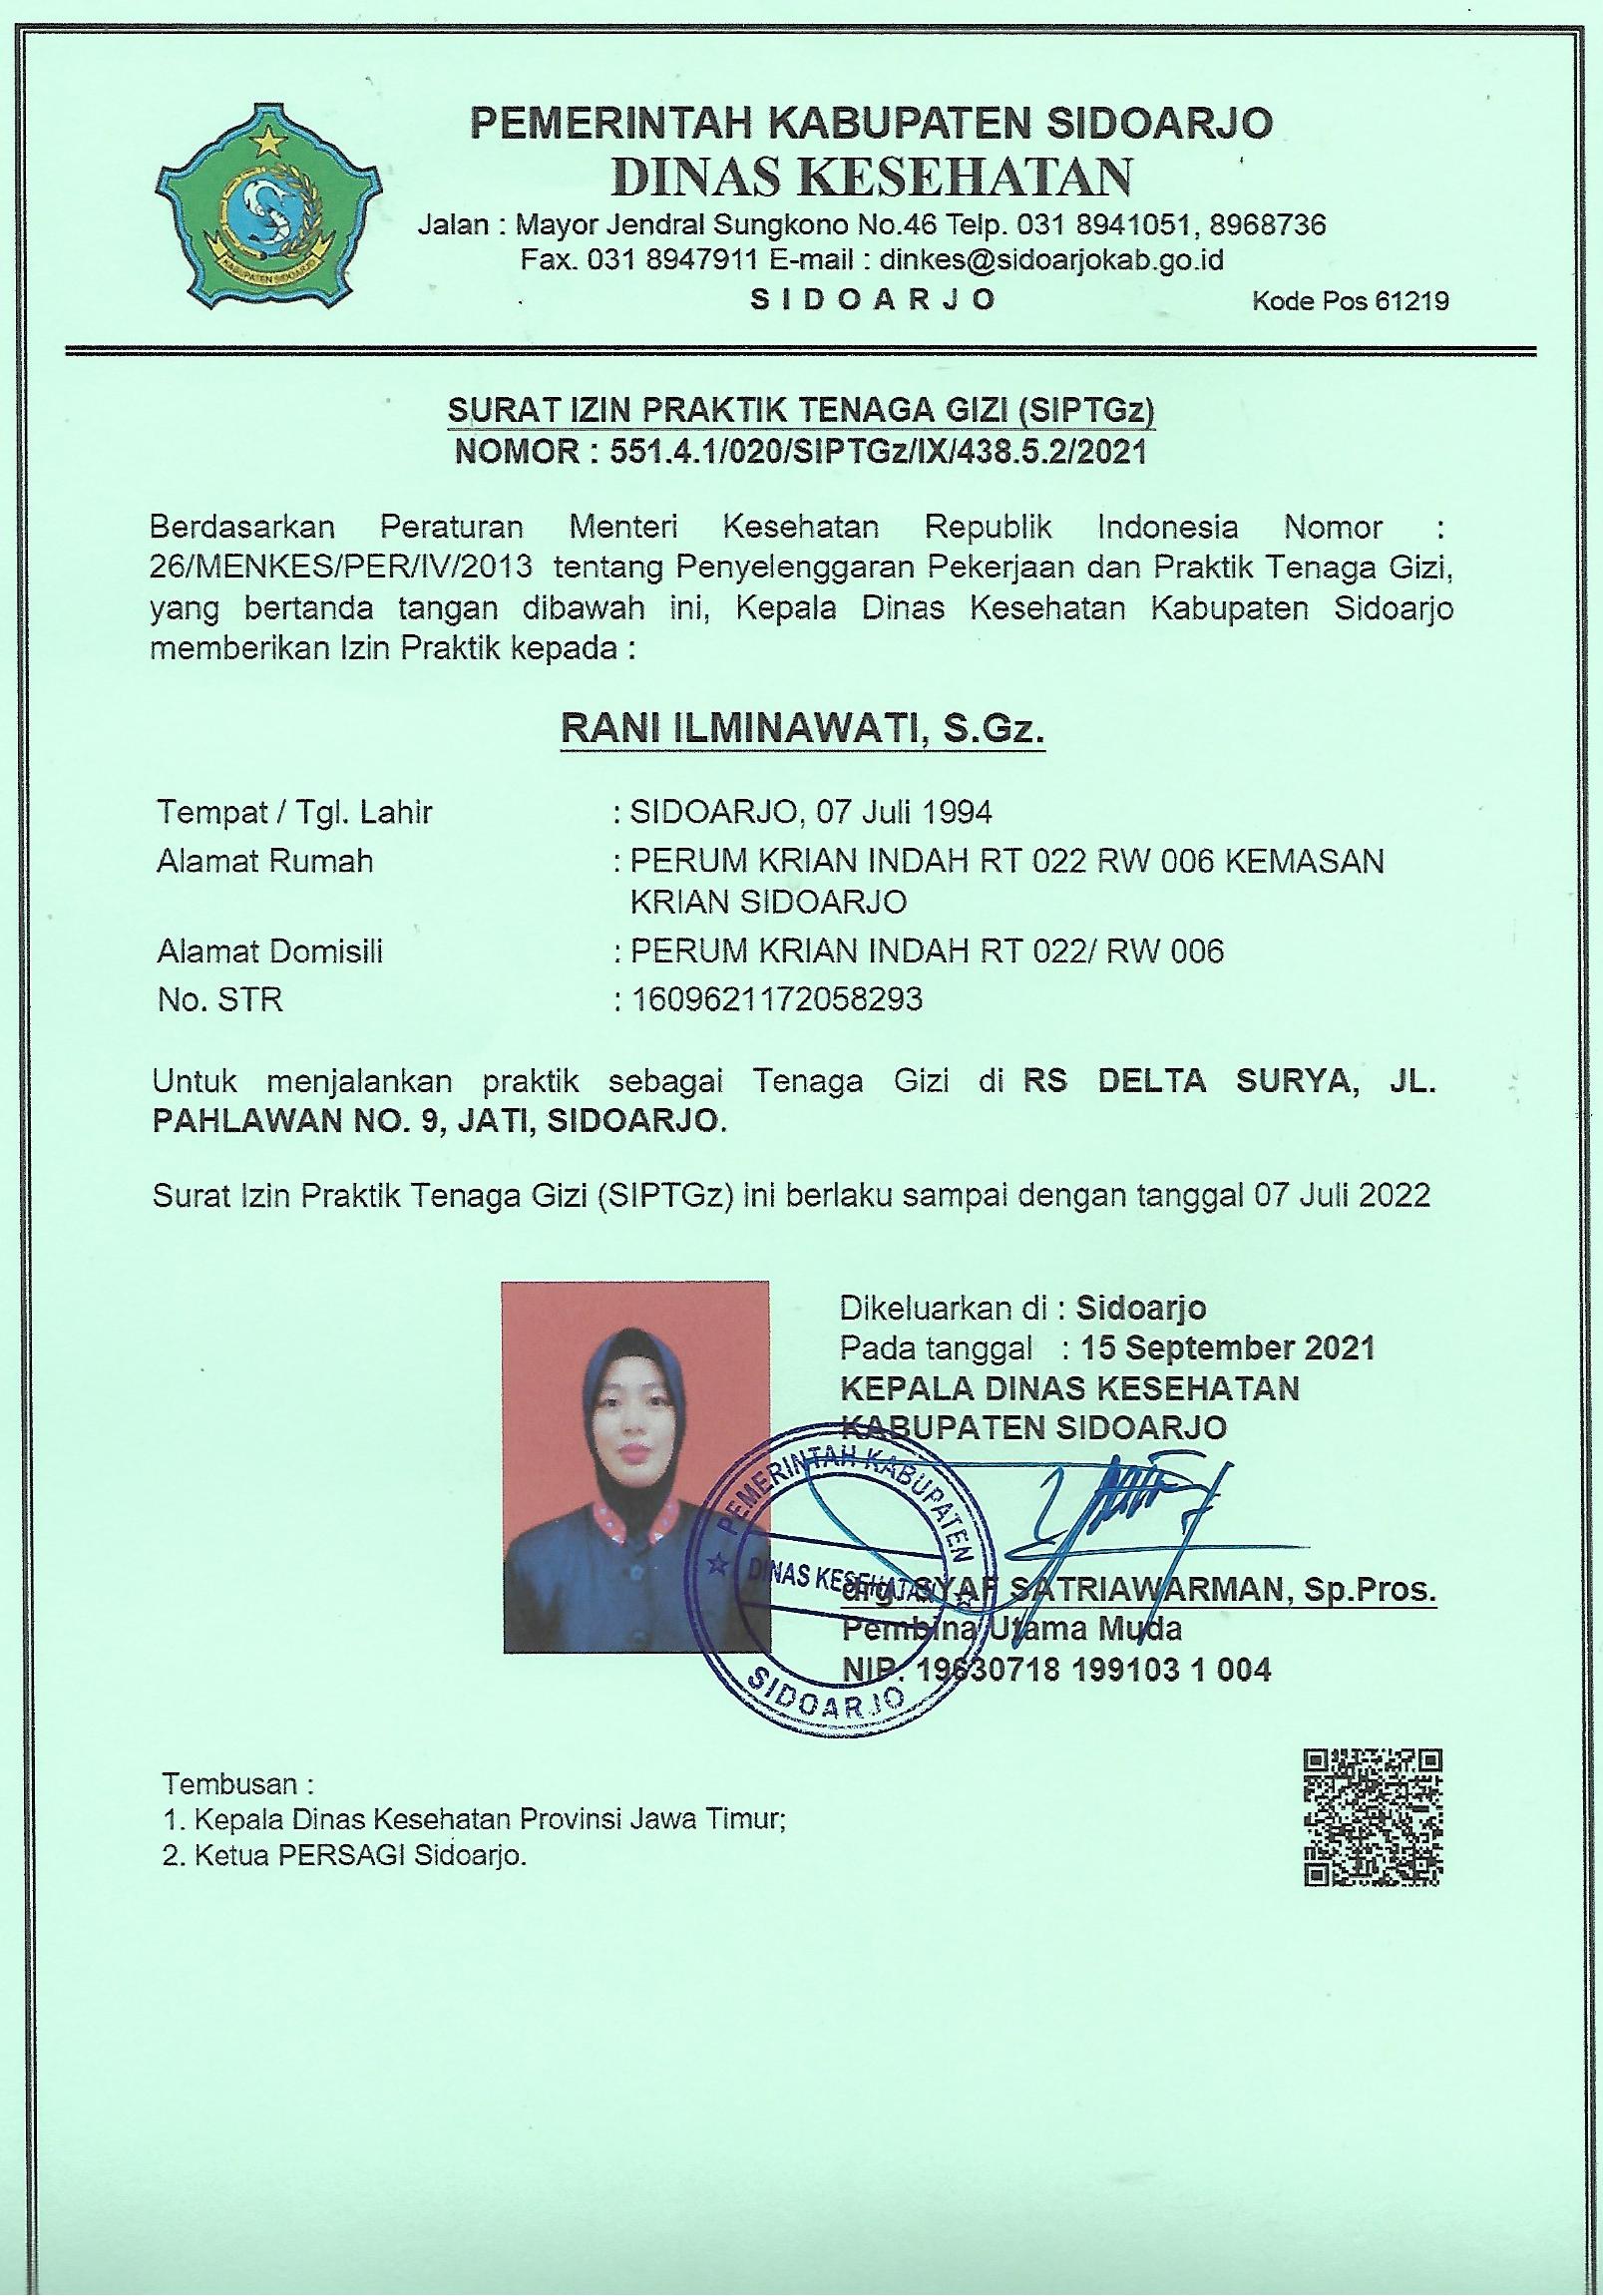 PEMERINTAH KABUPATEN SIDOARJO
DINAS KESEHATAN
Jalan : Mayor Jendral Sungkono No.46 Telp. 031 8941051, 8968736
Fax. 031 8947911 E-mail : dinkes@sidoarjokab.go.id
S I D O A R J O Kode Pos 61219
KABUPATEN SIDOARJO
SURAT IZIN PRAKTIK TENAGA GIZI (SIPTGz)
NOMOR : 551.4.1/020/SIPTGz/IX/438.5.2/2021
Berdasarkan Peraturan Menteri Kesehatan Republik Indonesia Nomor :
26/MENKES/PER/IV/2013 tentang Penyelenggaran Pekerjaan dan Praktik Tenaga Gizi,
yang bertanda tangan dibawah ini, Kepala Dinas Kesehatan Kabupaten Sidoarjo
memberikan Izin Praktik kepada :
RANI ILMINAWATI, S.Gz.
Tempat / Tgl. Lahir : SIDOARJO, 07 Juli 1994
Alamat Rumah : PERUM KRIAN INDAH RT 022 RW 006 KEMASAN
KRIAN SIDOARJO
Alamat Domisili : PERUM KRIAN INDAH RT 022/ RW 006
No. STR : 1609621172058293
Untuk menjalankan praktik sebagai Tenaga Gizi di RS DELTA SURYA, JL.
PAHLAWAN NO. 9, JATI, SIDOARJO.
Surat Izin Praktik Tenaga Gizi (SIPTGz) ini berlaku sampai dengan tanggal 07 Juli 2022
Dikeluarkan di : Sidoarjo
Pada tanggal : 15 September 2021
KEPALA DINAS KESEHATAN
KABUPATEN SIDOARJO
PEMERINTAH KABUPATEN
DINAS KESEHATAN
SIDOARJO
drg. SYAF SATRIAWARMAN, Sp.Pros.
Pembina Utama Muda
NIP. 19630718 199103 1 004
Tembusan :
1. Kepala Dinas Kesehatan Provinsi Jawa Timur;
2. Ketua PERSAGI Sidoarjo.